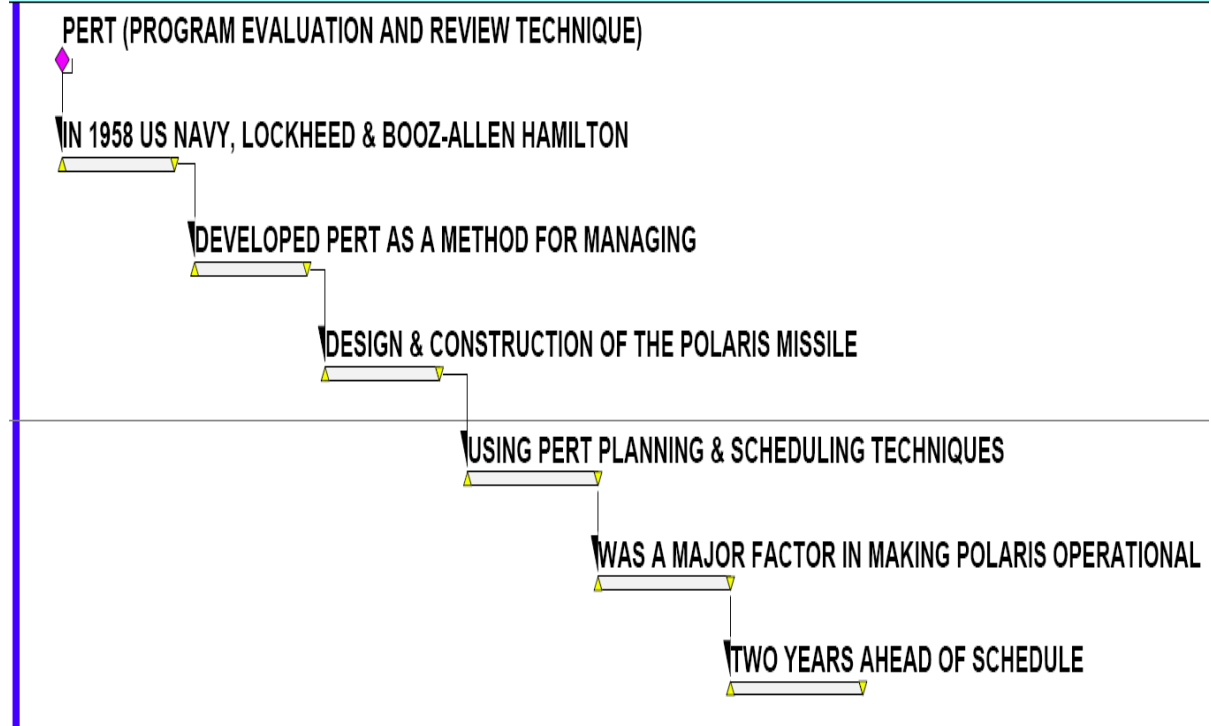 PERT (PROGRAM EVALUATION AND REVIEW TECHNIQUE)
IN 1958 US NAVY, LOCKHEED & BOOZ-ALLEN HAMILTON
DEVELOPED PERT AS A METHOD FOR MANAGING
DESIGN & CONSTRUCTION OF THE POLARIS MISSILE
USING PERT PLANNING & SCHEDULING TECHNIQUES
WAS A MAJOR FACTOR IN MAKING POLARIS OPERATIONAL
TWO YEARS AHEAD OF SCHEDULE